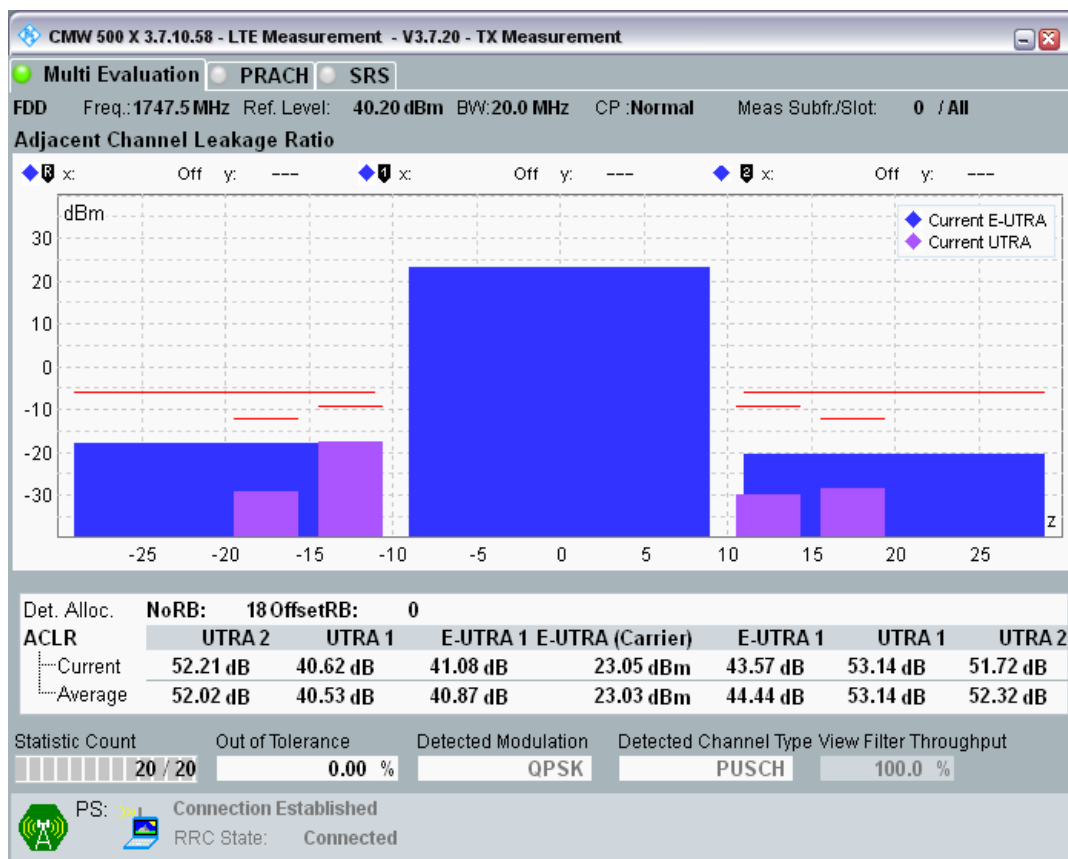 CMW 500 X 3.7.10.58 - LTE Measurement - V3.7.20 - TX Measurement
Multi Evaluation PRACH SRS
FDD Freq.:1747.5 MHz Ref. Level: 40.20 dBm BW:20.0 MHz CP :Normal Meas Subfr./Slot: 0 / All
Adjacent Channel Leakage Ratio
R x: Off y: --- 1 x: Off y: --- 2 x: Off y: ---
dBm
Current E-UTRA
Current UTRA
30
20
10
0
-10
-20
-30
z
-25 -20 -15 -10 -5 0 5 10 15 20 25
Det. Alloc. NoRB: 18 OffsetRB: 0
ACLR UTRA 2 UTRA 1 E-UTRA 1 E-UTRA (Carrier) E-UTRA 1 UTRA 1 UTRA 2
Current 52.21 dB 40.62 dB 41.08 dB 23.05 dBm 43.57 dB 53.14 dB 51.72 dB
Average 52.02 dB 40.53 dB 40.87 dB 23.03 dBm 44.44 dB 53.14 dB 52.32 dB
Statistic Count Out of Tolerance Detected Modulation Detected Channel Type View Filter Throughput
20 / 20 0.00 % QPSK PUSCH 100.0 %
PS: Connection Established
RRC State: Connected